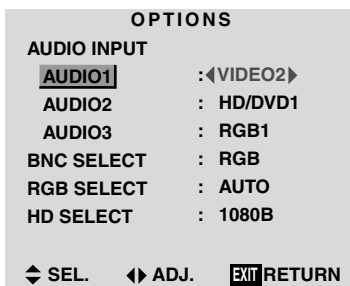 OPTIONS
AUDIO INPUT
AUDIO1 : ◀VIDEO2▶
AUDIO2 : HD/DVD1
AUDIO3 : RGB1
BNC SELECT : RGB
RGB SELECT : AUTO
HD SELECT : 1080B
SEL. ADJ. EXIT RETURN